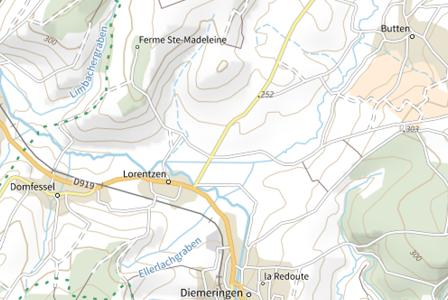 Butten
Ferme Ste-Madeleine
300
Limbachergraben
252
303
Lorentzen
D919
Domfessel
Ellerlachgraben
300
la Redoute
Diemeringen